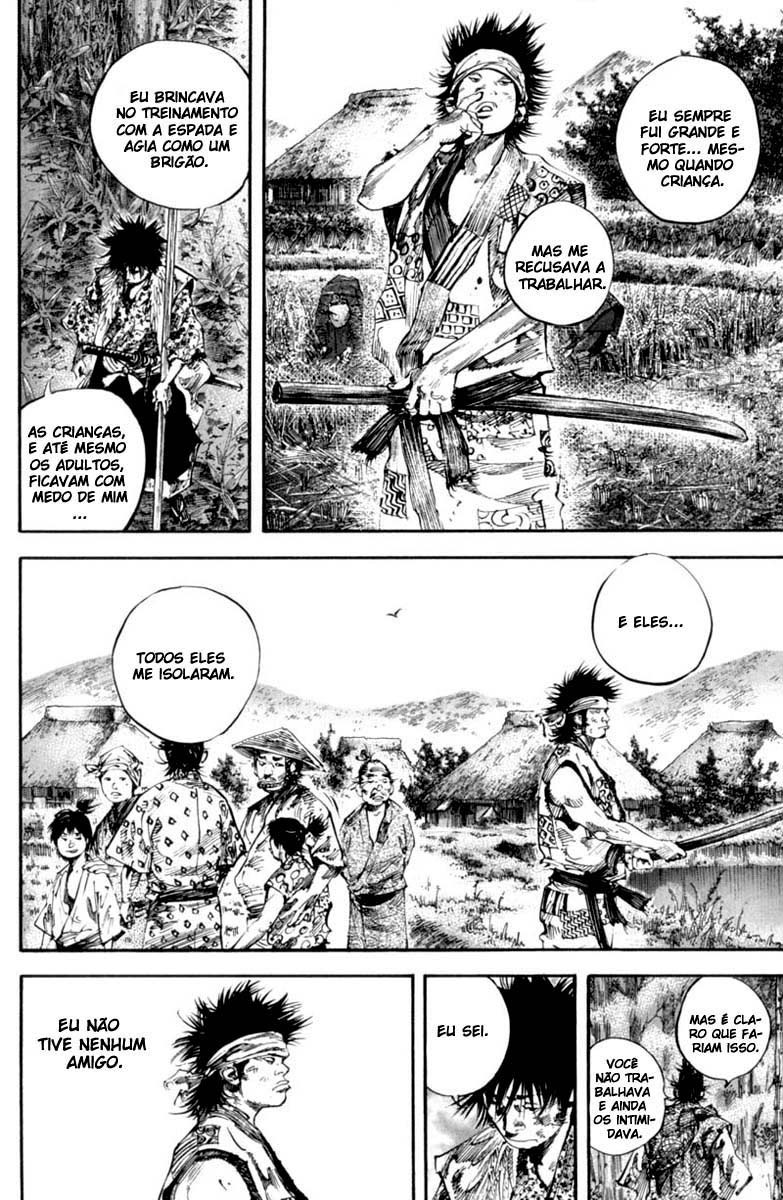 EU SEMPRE
FUI GRANDE E
FORTE... MES-
MO QUANDO
CRIANÇA.
MAS ME
RECUSAVA A
TRABALHAR.
EU BRINCAVA
NO TREINAMENTO
COM A ESPADA E
AGIA COMO UM
BRIGÃO.
AS CRIANÇAS,
E ATÉ MESMO
OS ADULTOS,
FICAVAM COM
MEDO DE MIM
...
E ELES...
TODOS ELES
ME ISOLARAM.
MAS É CLA-
RO QUE FA-
RIAM ISSO.
VOCÊ
NÃO TRA-
BALHAVA
E AINDA
OS INTIMI-
DAVA.
EU SEI.
EU NÃO
TIVE NENHUM
AMIGO.